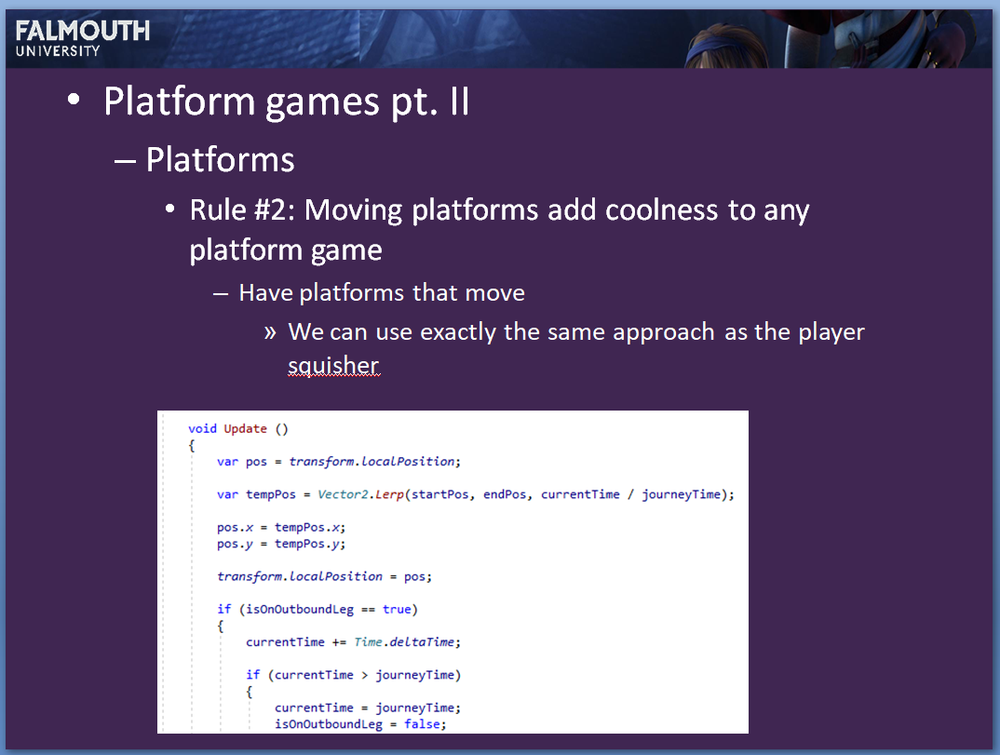 FALMOUTH
UNIVERSITY
• Platform games pt. II
– Platforms
• Rule #2: Moving platforms add coolness to any
platform game
– Have platforms that move
» We can use exactly the same approach as the player
squisher
void Update ()
{
var pos = transform.localPosition;
var tempPos = Vector2.Lerp(startPos, endPos, currentTime / journeyTime);
pos.x = tempPos.x;
pos.y = tempPos.y;
transform.localPosition = pos;
if (isOnOutboundLeg == true)
{
currentTime += Time.deltaTime;
if (currentTime > journeyTime)
{
currentTime = journeyTime;
isOnOutboundLeg = false;